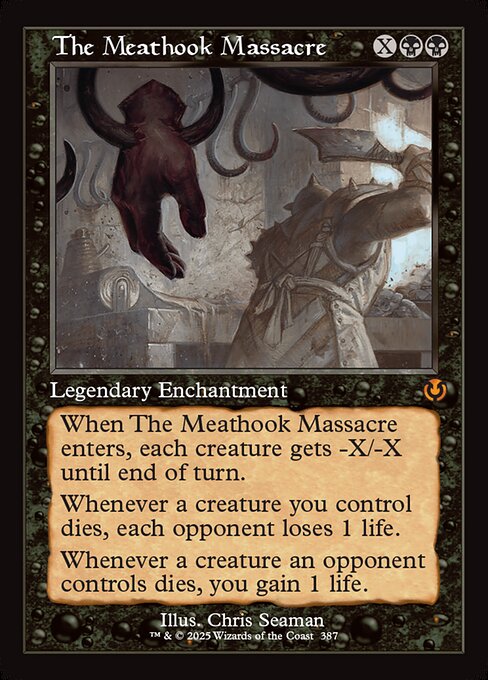 The Meathook Massacre X
Legendary Enchantment
When The Meathook Massacre
enters, each creature gets -X/-X
until end of turn.
Whenever a creature you control
dies, each opponent loses 1 life.
Whenever a creature an opponent
controls dies, you gain 1 life.
Illus. Chris Seaman
™ & © 2025 Wizards of the Coast 387